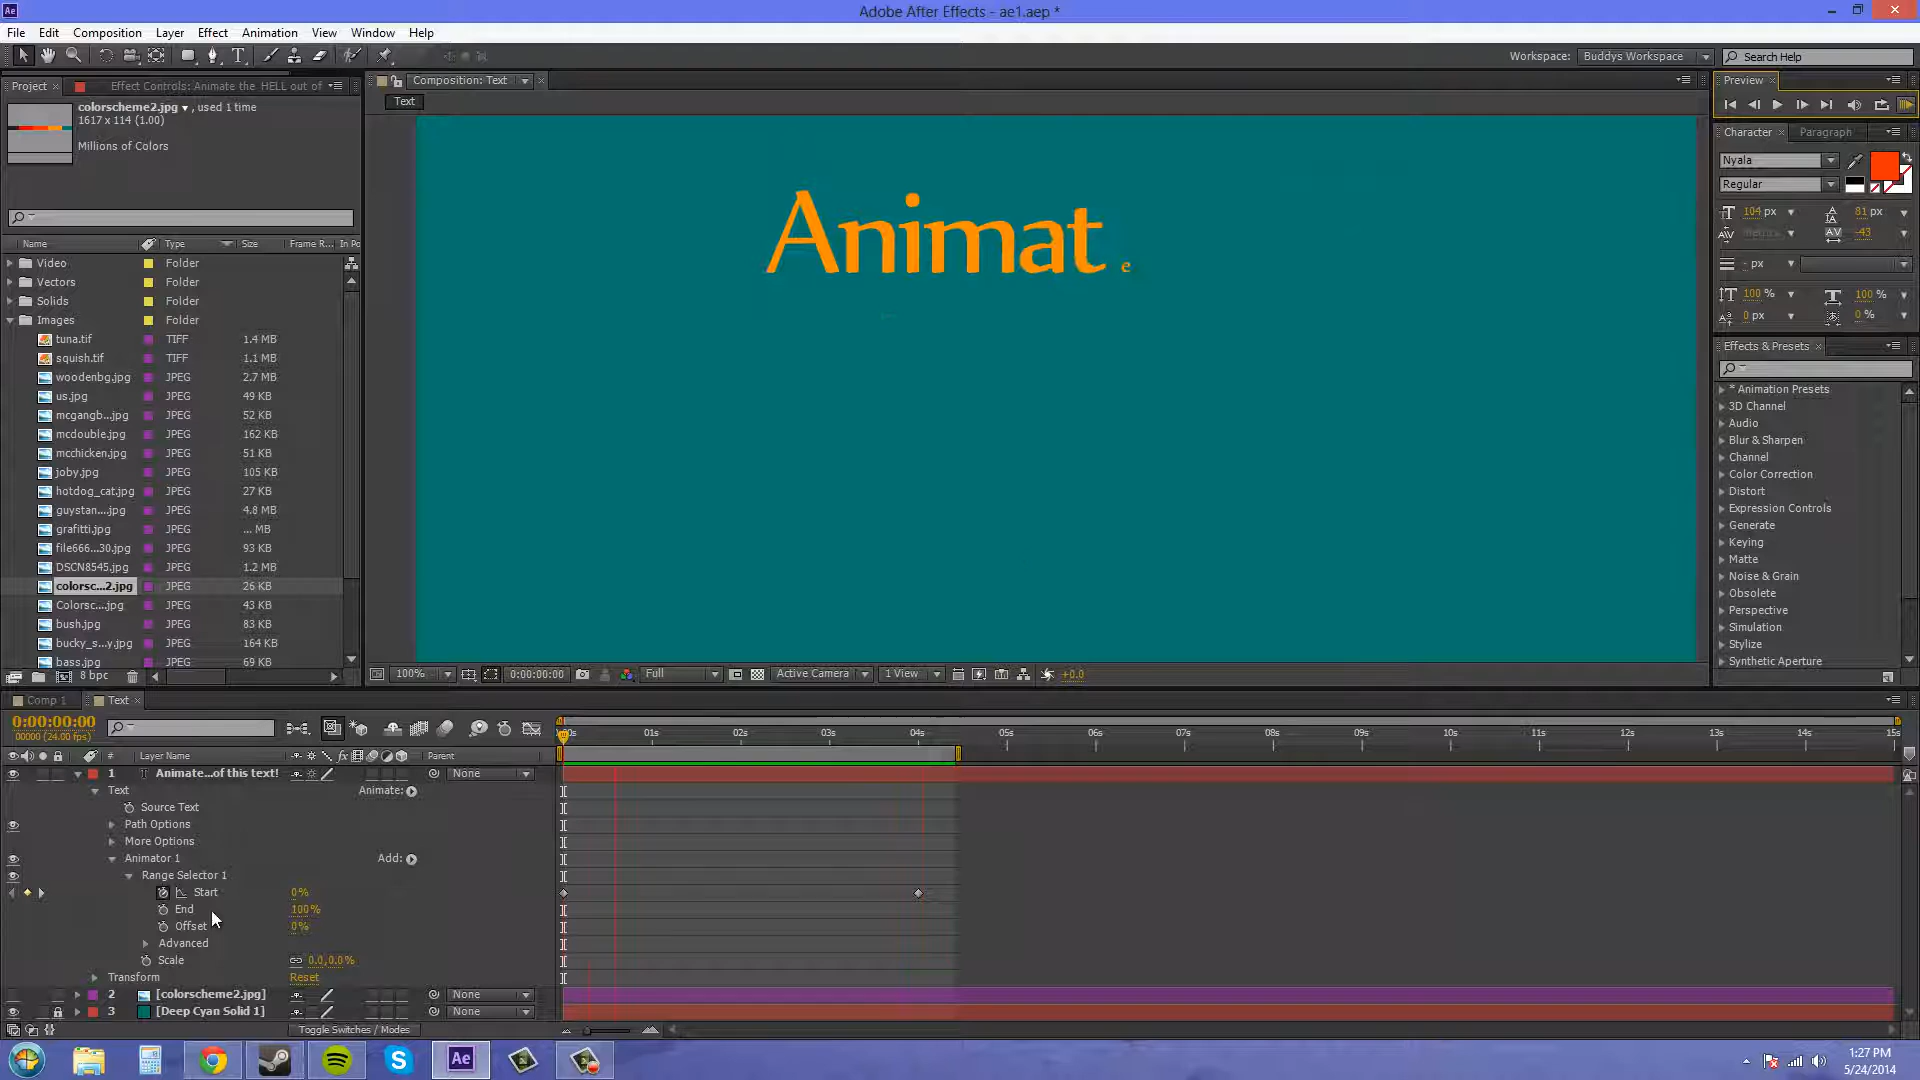 Ae Adobe After Effects - ae1.aep *
File Edit Composition Layer Effect Animation View Window Help
Workspace: Buddys Workspace Search Help
Project Effect Controls: Animate the HELL out of
Composition: Text
Text
colorscheme2.jpg , used 1 time
1617 x 114 (1.00)
Millions of Colors
Name Type Size Frame R... In Po
Video Folder
Vectors Folder
Solids Folder
Images Folder
tuna.tif TIFF 1.4 MB
squish.tif TIFF 1.1 MB
woodenbg.jpg JPEG 2.7 MB
us.jpg JPEG 49 KB
mcgangb...jpg JPEG 52 KB
mcdouble.jpg JPEG 162 KB
mcchicken.jpg JPEG 51 KB
joby.jpg JPEG 105 KB
hotdog_cat.jpg JPEG 27 KB
guystan....jpg JPEG 4.8 MB
grafitti.jpg JPEG ... MB
file666...30.jpg JPEG 93 KB
DSCN8545.jpg JPEG 1.2 MB
colorsc...2.jpg JPEG 26 KB
Colorsc....jpg JPEG 43 KB
bush.jpg JPEG 83 KB
bucky_s...y.jpg JPEG 164 KB
bass.jpg JPEG 69 KB
8 bpc
Animat e
100% 0:00:00:00 Full Active Camera 1 View +0.0
Preview
Character Paragraph
Nyala
Regular
104 px 81 px
-43
- px
100 % 100 %
0 px 0 %
Effects & Presets
* Animation Presets
3D Channel
Audio
Blur & Sharpen
Channel
Color Correction
Distort
Expression Controls
Generate
Keying
Matte
Noise & Grain
Obsolete
Perspective
Simulation
Stylize
Synthetic Aperture
Comp 1 Text
0:00:00:00
00000 (24.00 fps)
01s 02s 03s 04s 05s 06s 07s 08s 09s 10s 11s 12s 13s 14s 15s
# Layer Name fx Parent
1 T Animate...of this text! None
Text Animate:
Source Text
Path Options
More Options
Animator 1 Add:
Range Selector 1
Start 0%
End 100%
Offset 0%
Advanced
Scale 0.0,0.0%
Transform Reset
2 [colorscheme2.jpg] None
3 [Deep Cyan Solid 1] None
Toggle Switches / Modes
Ae
1:27 PM
5/24/2014